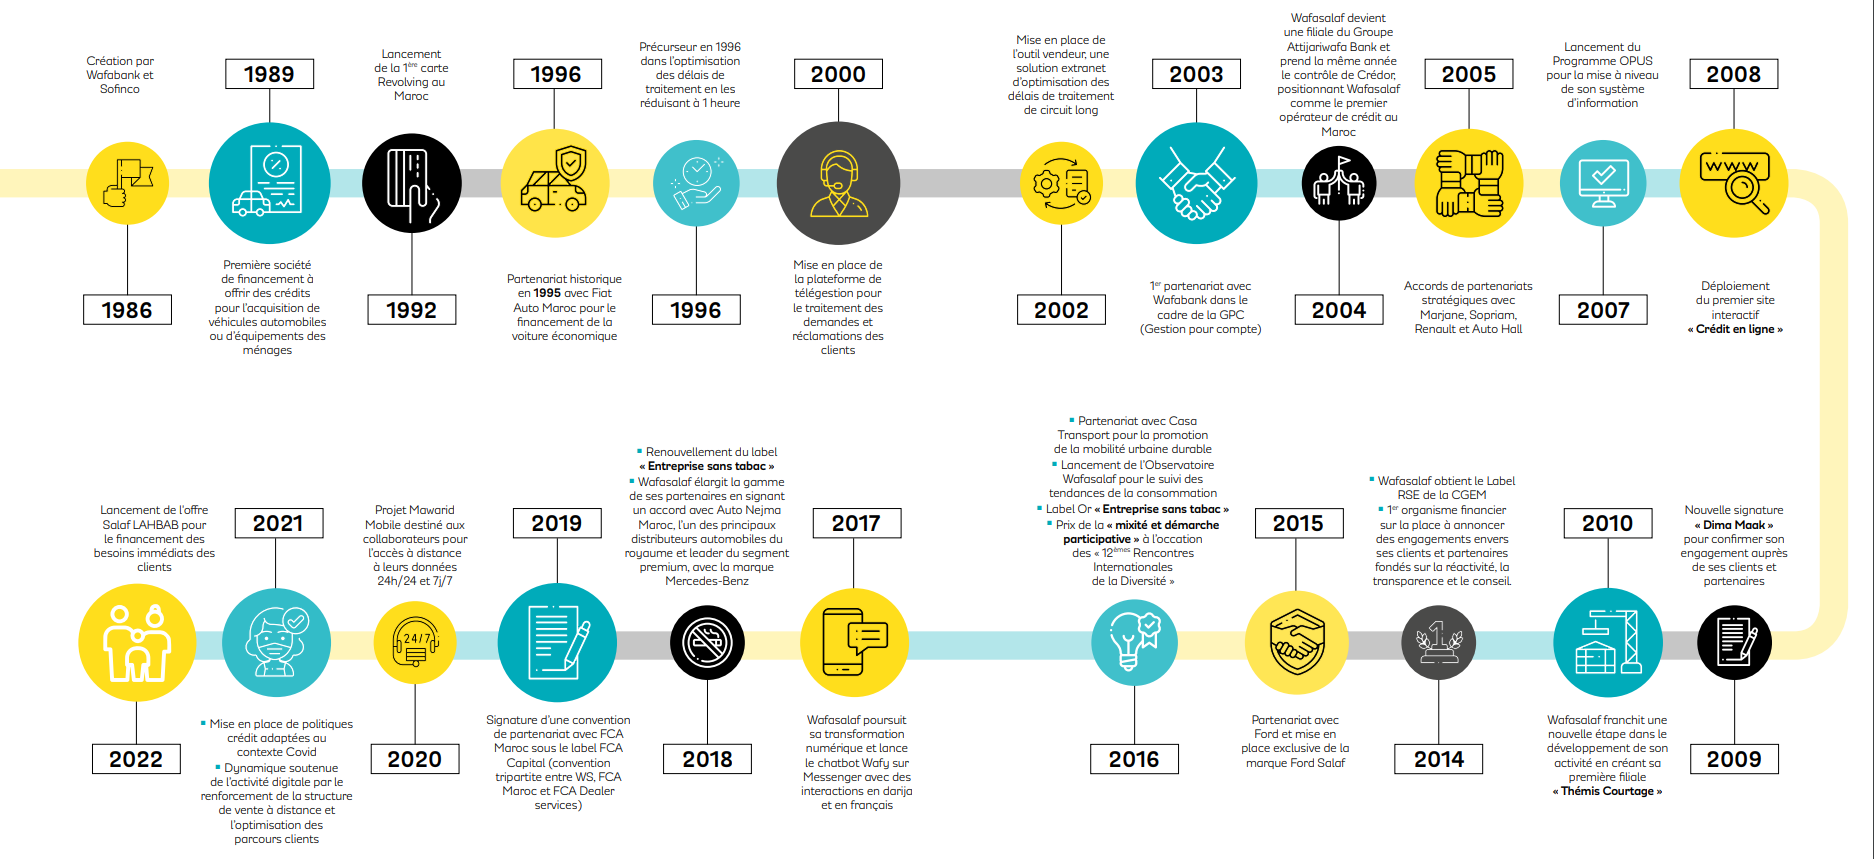 Création par
Wafabank et
Sofinco
1986
1989
Première société
de financement à
offrir des crédits
pour l'acquisition de
véhicules automobiles
ou d'équipements des
ménages
Lancement
de la 1ère carte
Revolving au
Maroc
1992
1996
Partenariat historique
en 1995 avec Fiat
Auto Maroc pour le
financement de la
voiture économique
Précurseur en 1996
dans l'optimisation
des délais de
traitement en les
réduisant à 1 heure
1996
2000
Mise en place de
la plateforme de
télégestion pour
le traitement des
demandes et
réclamations des
clients
Mise en place de
l'outil vendeur, une
solution extranet
d'optimisation des
délais de traitement
de circuit long
2002
2003
1er partenariat avec
Wafabank dans le
cadre de la GPC
(Gestion pour compte)
Wafasalaf devient
une filiale du Groupe
Attijariwafa Bank et
prend la même année
le contrôle de Crédor,
positionnant Wafasalaf
comme le premier
opérateur de crédit au
Maroc
2004
2005
Accords de partenariats
stratégiques avec
Marjane, Sopriam,
Renault et Auto Hall
Lancement du
Programme OPUS
pour la mise à niveau
de son système
d'information
2007
2008
WWW
Déploiement
du premier site
interactif
« Crédit en ligne »
Lancement de l'offre
Salaf LAHBAB pour
le financement des
besoins immédiats des
clients
2022
2021
▪ Mise en place de politiques
crédit adaptées au
contexte Covid
▪ Dynamique soutenue
de l'activité digitale par le
renforcement de la structure
de vente à distance et
l'optimisation des
parcours clients
Projet Mawarid
Mobile destiné aux
collaborateurs pour
l'accès à distance
à leurs données
24h/24 et 7j/7
24/7
2020
2019
Signature d'une convention
de partenariat avec FCA
Maroc sous le label FCA
Capital (convention
tripartite entre WS, FCA
Maroc et FCA Dealer
services)
▪ Renouvellement du label
« Entreprise sans tabac »
▪ Wafasalaf élargit la gamme
de ses partenaires en signant
un accord avec Auto Nejma
Maroc, l'un des principaux
distributeurs automobiles du
royaume et leader du segment
premium, avec la marque
Mercedes-Benz
2018
2017
Wafasalaf poursuit
sa transformation
numérique et lance
le chatbot Wafy sur
Messenger avec des
interactions en darija
et en français
▪ Partenariat avec Casa
Transport pour la promotion
de la mobilité urbaine durable
▪ Lancement de l'Observatoire
Wafasalaf pour le suivi des
tendances de la consommation
▪ Label Or « Entreprise sans tabac »
▪ Prix de la « mixité et démarche
participative » à l'occation
des « 12èmes Rencontres
Internationales
de la Diversité »
2016
2015
Partenariat avec
Ford et mise en
place exclusive de la
marque Ford Salaf
▪ Wafasalaf obtient le Label
RSE de la CGEM
▪ 1er organisme financier
sur la place à annoncer
des engagements envers
ses clients et partenaires
fondés sur la réactivité, la
transparence et le conseil.
1
2014
2010
Wafasalaf franchit une
nouvelle étape dans le
développement de son
activité en créant sa
première filiale
« Thémis Courtage »
Nouvelle signature
« Dima Maak »
pour confirmer son
engagement auprès
de ses clients et
partenaires
2009